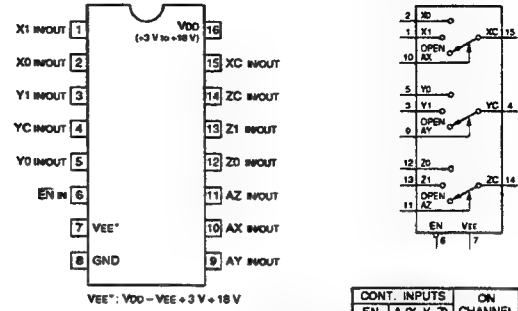 X1 IN/OUT 1
X0 IN/OUT 2
Y1 IN/OUT 3
YC IN/OUT 4
Y0 IN/OUT 5
EN IN 6
7 VEE*
8 GND
VDD 16
(+3 V to +18 V)
15 XC IN/OUT
14 ZC IN/OUT
13 Z1 IN/OUT
12 Z0 IN/OUT
11 AZ IN/OUT
10 AX IN/OUT
9 AY IN/OUT
VEE*: VDD – VEE + 3 V + 18 V
2 X0
1 X1 XC 15
OPEN
10 AX
5 Y0
3 Y1 YC 4
OPEN
9 AY
12 Z0
13 Z1 ZC 14
OPEN
11 AZ
EN VEE
6 7
CONT. INPUTS ON
EN CHANNEL